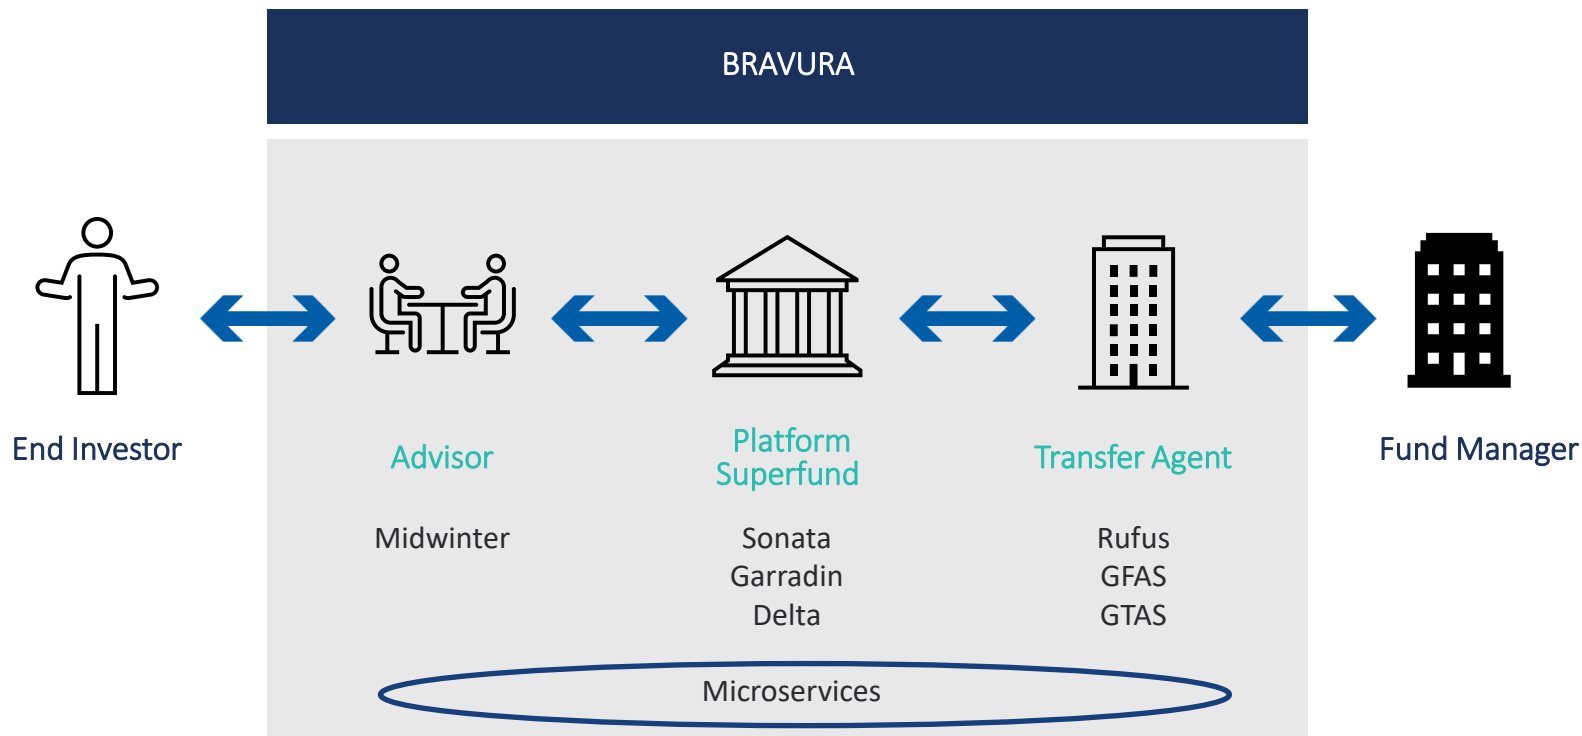 BRAVURA
End Investor
Advisor
Platform
Superfund
Transfer Agent
Fund Manager
Midwinter
Sonata
Garradin
Delta
Rufus
GFAS
GTAS
Microservices